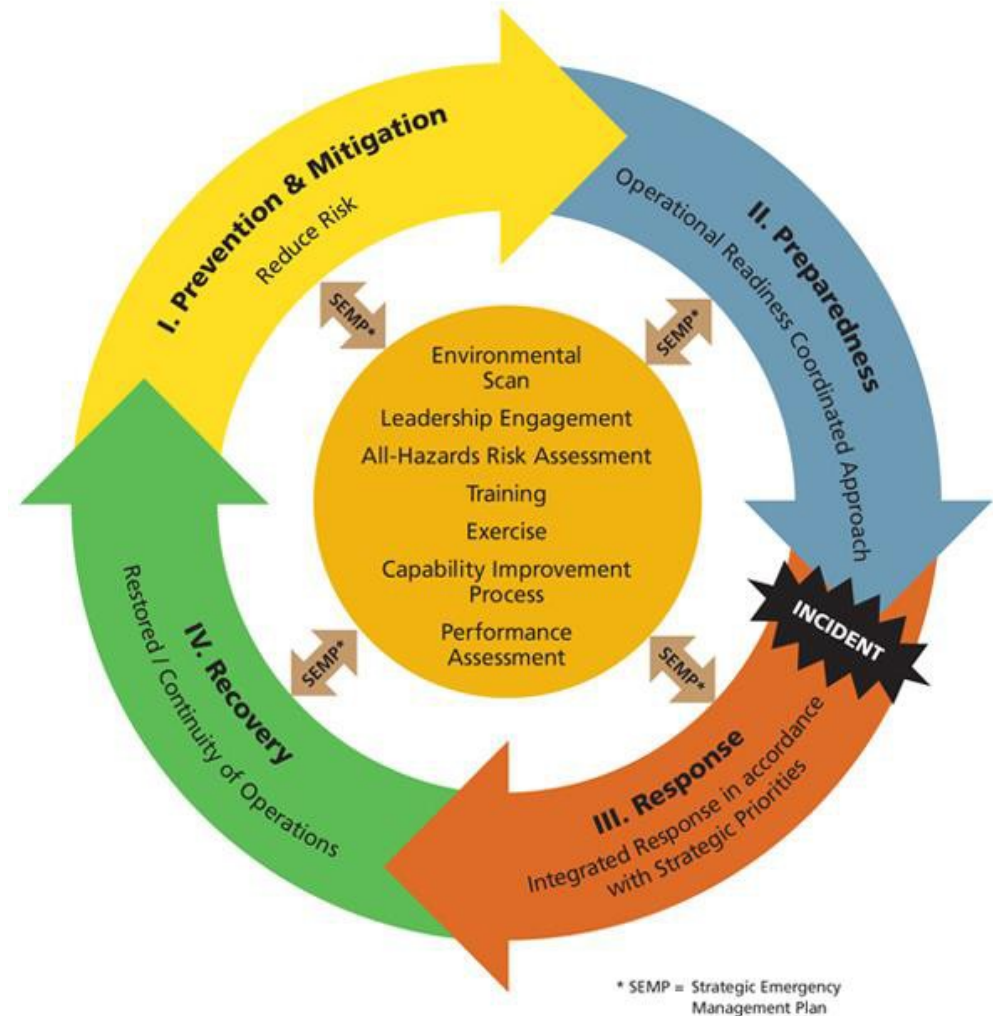 I. Prevention & Mitigation
Reduce Risk
II. Preparedness
Operational Readiness Coordinated Approach
SEMP*
SEMP*
Environmental
Scan
Leadership Engagement
All-Hazards Risk Assessment
Training
Exercise
Capability Improvement
Process
Performance
Assessment
INCIDENT
SEMP*
SEMP*
III. Response
Integrated Response in accordance
with Strategic Priorities
IV. Recovery
Restored / Continuity of Operations
* SEMP = Strategic Emergency
Management Plan